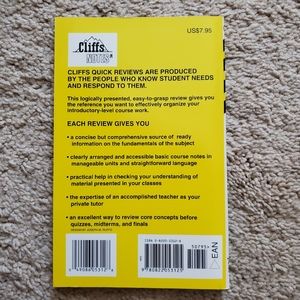 US$7.95
Cliffs
NOTES
CLIFFS QUICK REVIEWS ARE PRODUCED
BY THE PEOPLE WHO KNOW STUDENT NEEDS
AND RESPOND TO THEM.
This logically presented, easy-to-grasp review gives you
the reference you want to effectively organize your
introductory-level course work.
EACH REVIEW GIVES YOU
• a concise but comprehensive source of ready
information on the fundamentals of the subject
• clearly arranged and accessible basic course notes in
manageable units and straightforward language
• practical help in checking your understanding of
material presented in your classes
• the expertise of an accomplished teacher as your
private tutor
• an excellent way to review core concepts before
quizzes, midterms, and finals
50795
EAN
9 780822 053125